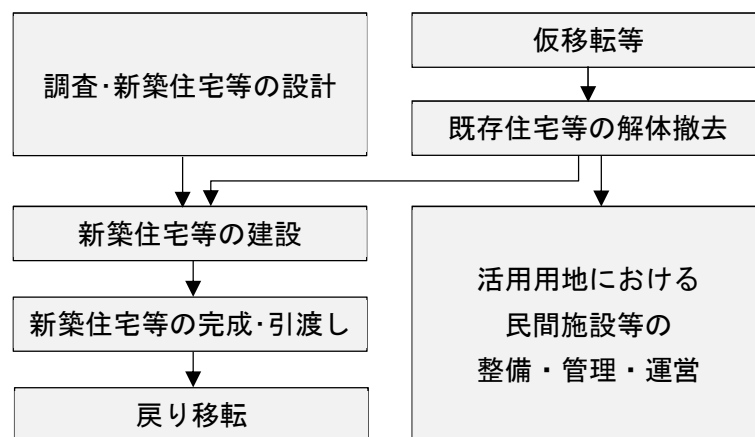 調査･新築住宅等の設計
仮移転等
既存住宅等の解体撤去
新築住宅等の建設
新築住宅等の完成･引渡し
戻り移転
活用用地における
民間施設等の
整備・管理・運営